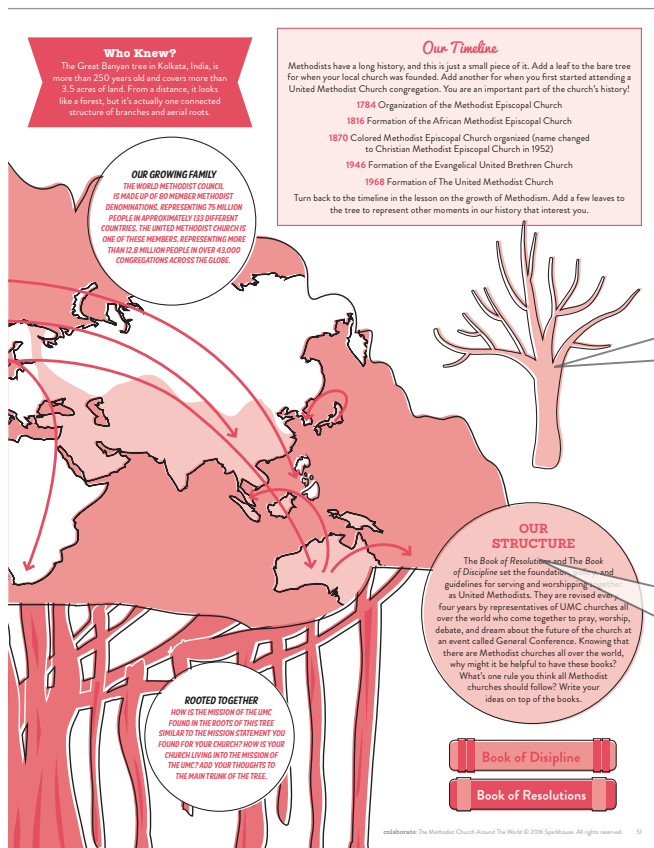 Who Knew?
The Great Banyan tree in Kolkata, India, is
more than 250 years old and covers more than
3.5 acres of land. From a distance, it looks
like a forest, but it's actually one connected
structure of branches and aerial roots.
Our Timeline
Methodists have a long history, and this is just a small piece of it. Add a leaf to the bare tree
for when your local church was founded. Add another for when you first started attending a
United Methodist Church congregation. You are an important part of the church's history!
1784 Organization of the Methodist Episcopal Church
1816 Formation of the African Methodist Episcopal Church
1870 Colored Methodist Episcopal Church organized (name changed
to Christian Methodist Episcopal Church in 1952)
1946 Formation of the Evangelical United Brethren Church
1968 Formation of The United Methodist Church
Turn back to the timeline in the lesson on the growth of Methodism. Add a few leaves to
the tree to represent other moments in our history that interest you.
OUR GROWING FAMILY
THE WORLD METHODIST COUNCIL
IS MADE UP OF 80 MEMBER METHODIST
DENOMINATIONS, REPRESENTING 75 MILLION
PEOPLE IN APPROXIMATELY 133 DIFFERENT
COUNTRIES. THE UNITED METHODIST CHURCH IS
ONE OF THESE MEMBERS, REPRESENTING MORE
THAN 12.8 MILLION PEOPLE IN OVER 43,000
CONGREGATIONS ACROSS THE GLOBE.
OUR
STRUCTURE
The Book of Resolutions and The Book
of Discipline set the foundation and
guidelines for serving and worshipping together
as United Methodists. They are revised every
four years by representatives of UMC churches all
over the world who come together to pray, worship,
debate, and dream about the future of the church at
an event called General Conference. Knowing that
there are Methodist churches all over the world,
why might it be helpful to have these books?
What's one rule you think all Methodist
churches should follow? Write your
ideas on top of the books.
ROOTED TOGETHER
HOW IS THE MISSION OF THE UMC
FOUND IN THE ROOTS OF THIS TREE
SIMILAR TO THE MISSION STATEMENT YOU
FOUND FOR YOUR CHURCH? HOW IS YOUR
CHURCH LIVING INTO THE MISSION OF
THE UMC? ADD YOUR THOUGHTS TO
THE MAIN TRUNK OF THE TREE.
Book of Disipline
Book of Resolutions
colaborate: The Methodist Church Around The World © 2016 Sparkhouse. All rights reserved. 51